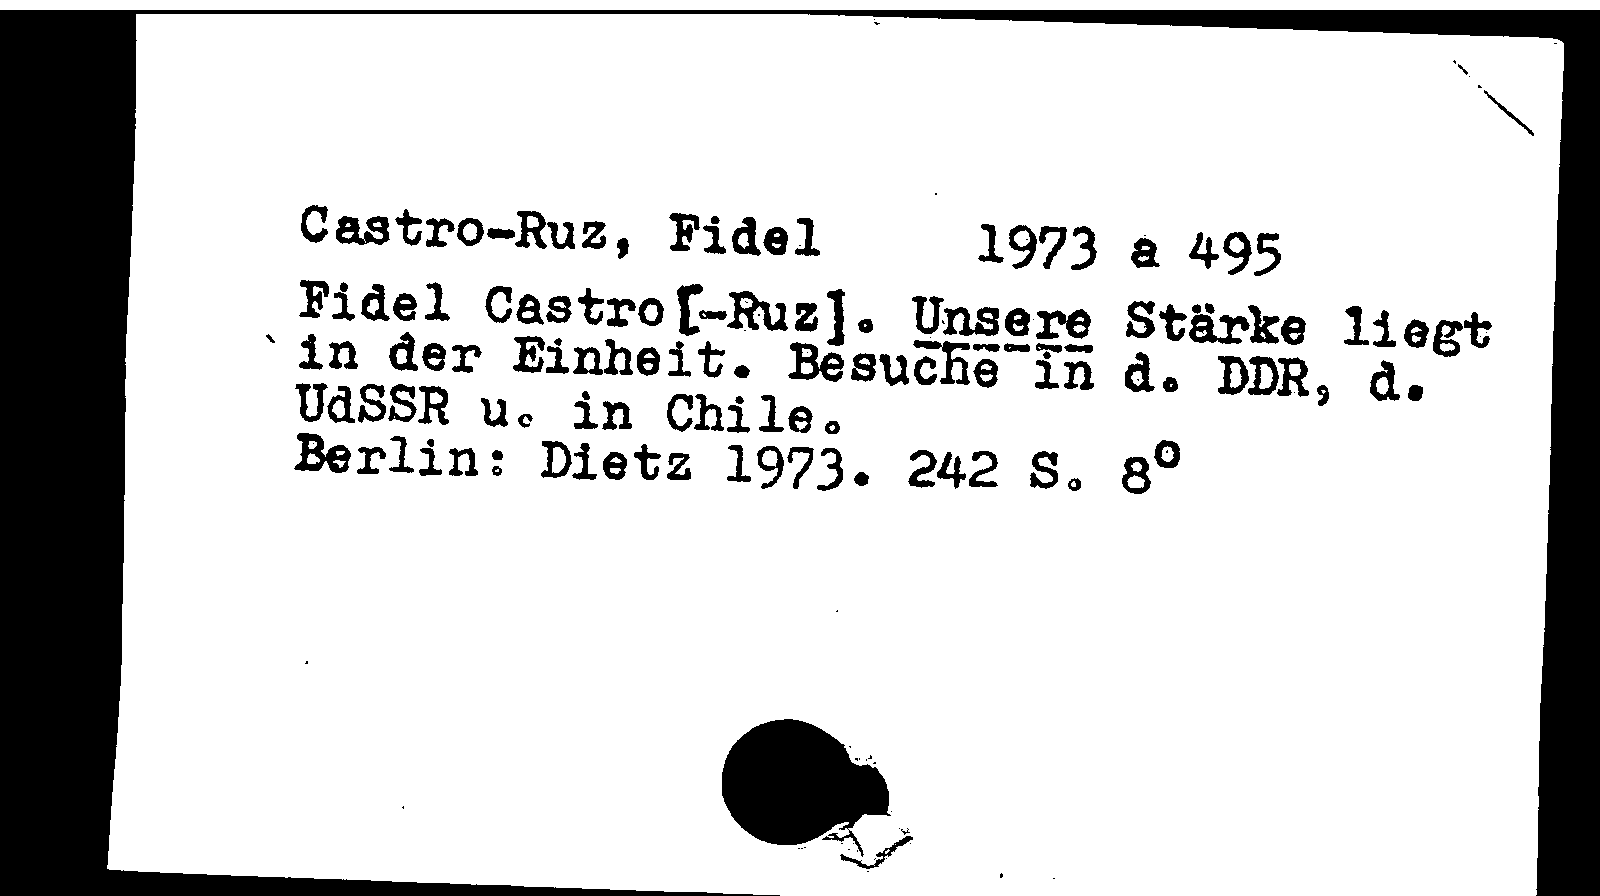 Castro-Ruz, Fidel 1973 a 495
Fidel Castro[-Ruz]. Unsere Stärke liegt
in der Einheit. Besuche in d. DDR, d.
UdSSR u. in Chile.
Berlin: Dietz 1973. 242 S. 8°